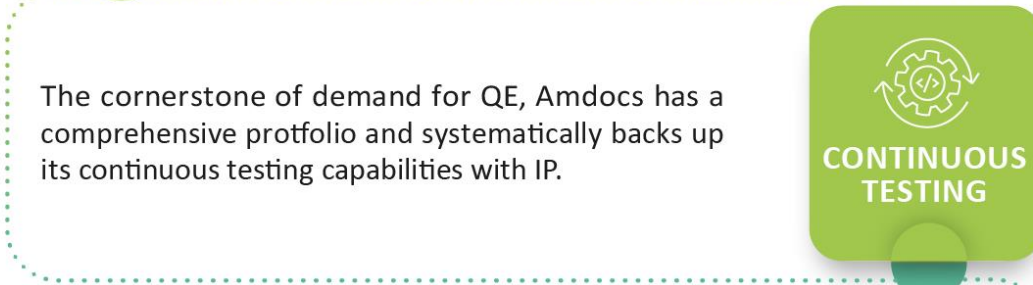 The cornerstone of demand for QE, Amdocs has a
comprehensive protfolio and systematically backs up
its continuous testing capabilities with IP.
</>
CONTINUOUS
TESTING